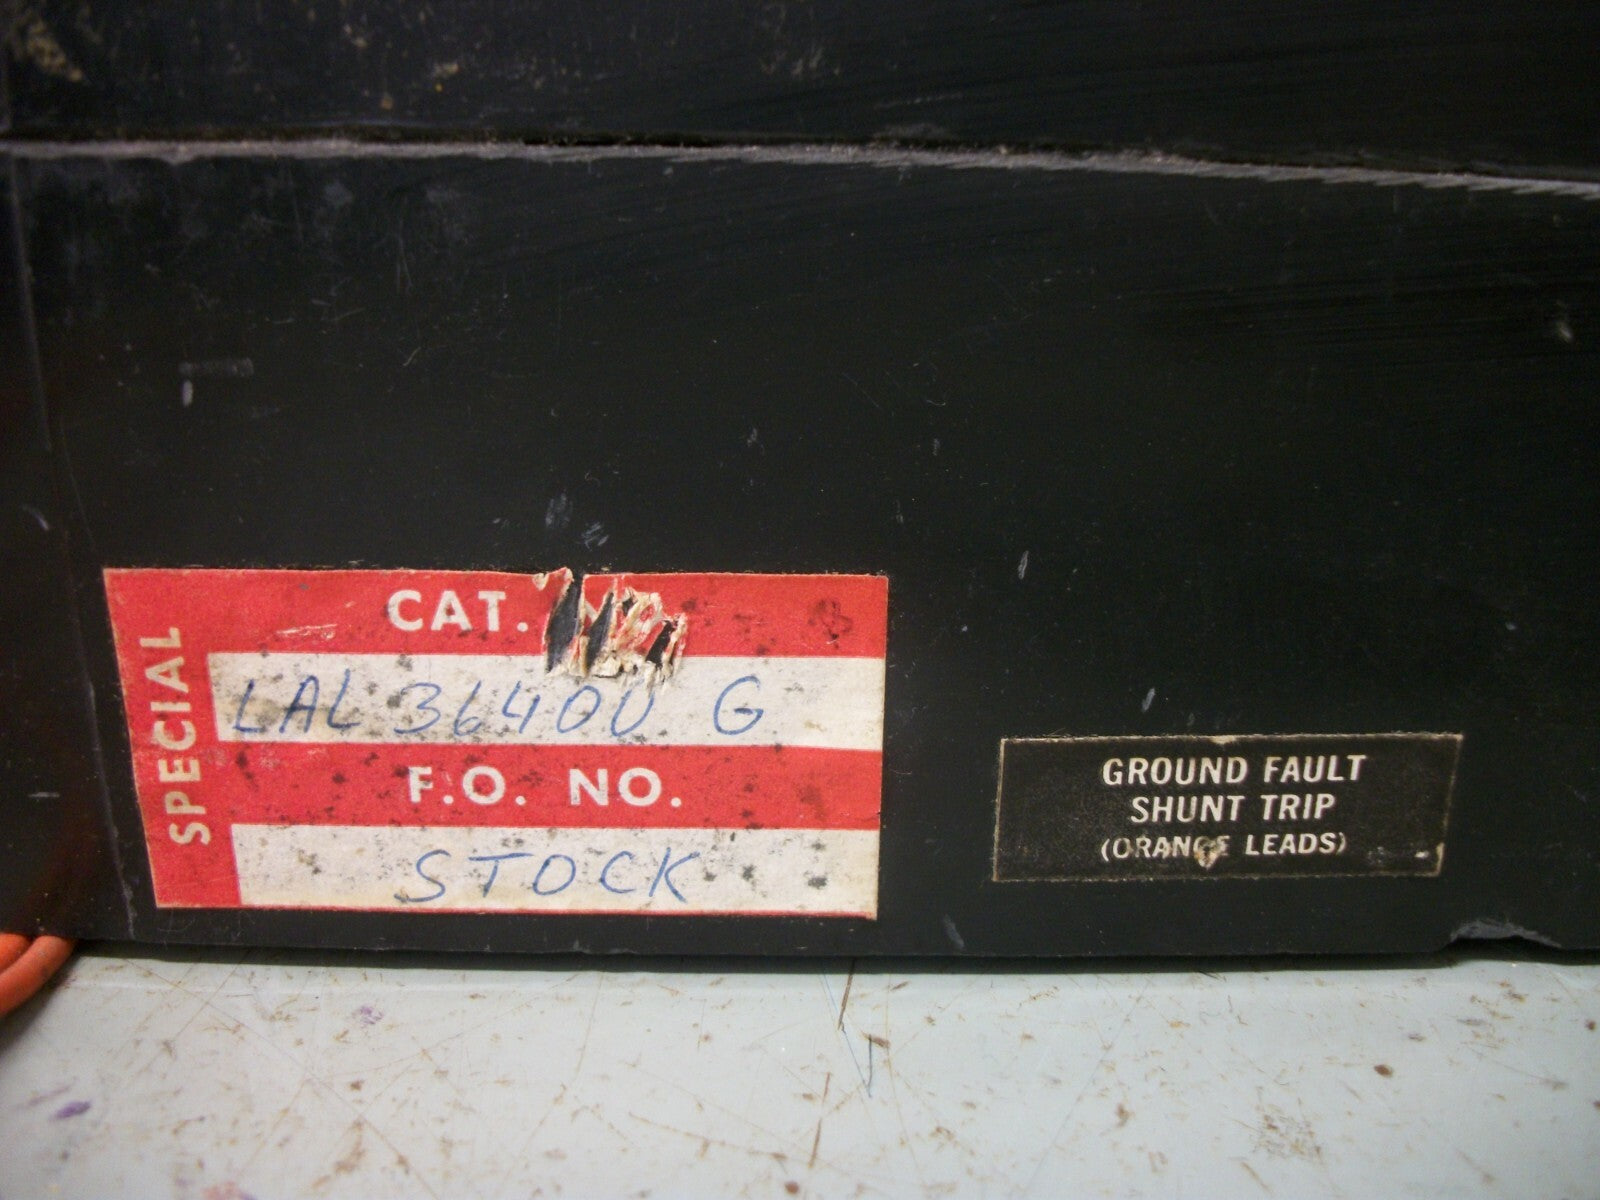 SPECIAL
CAT.
LAL 36400 G
F.O. NO.
STOCK
GROUND FAULT
SHUNT TRIP
(ORANGE LEADS)